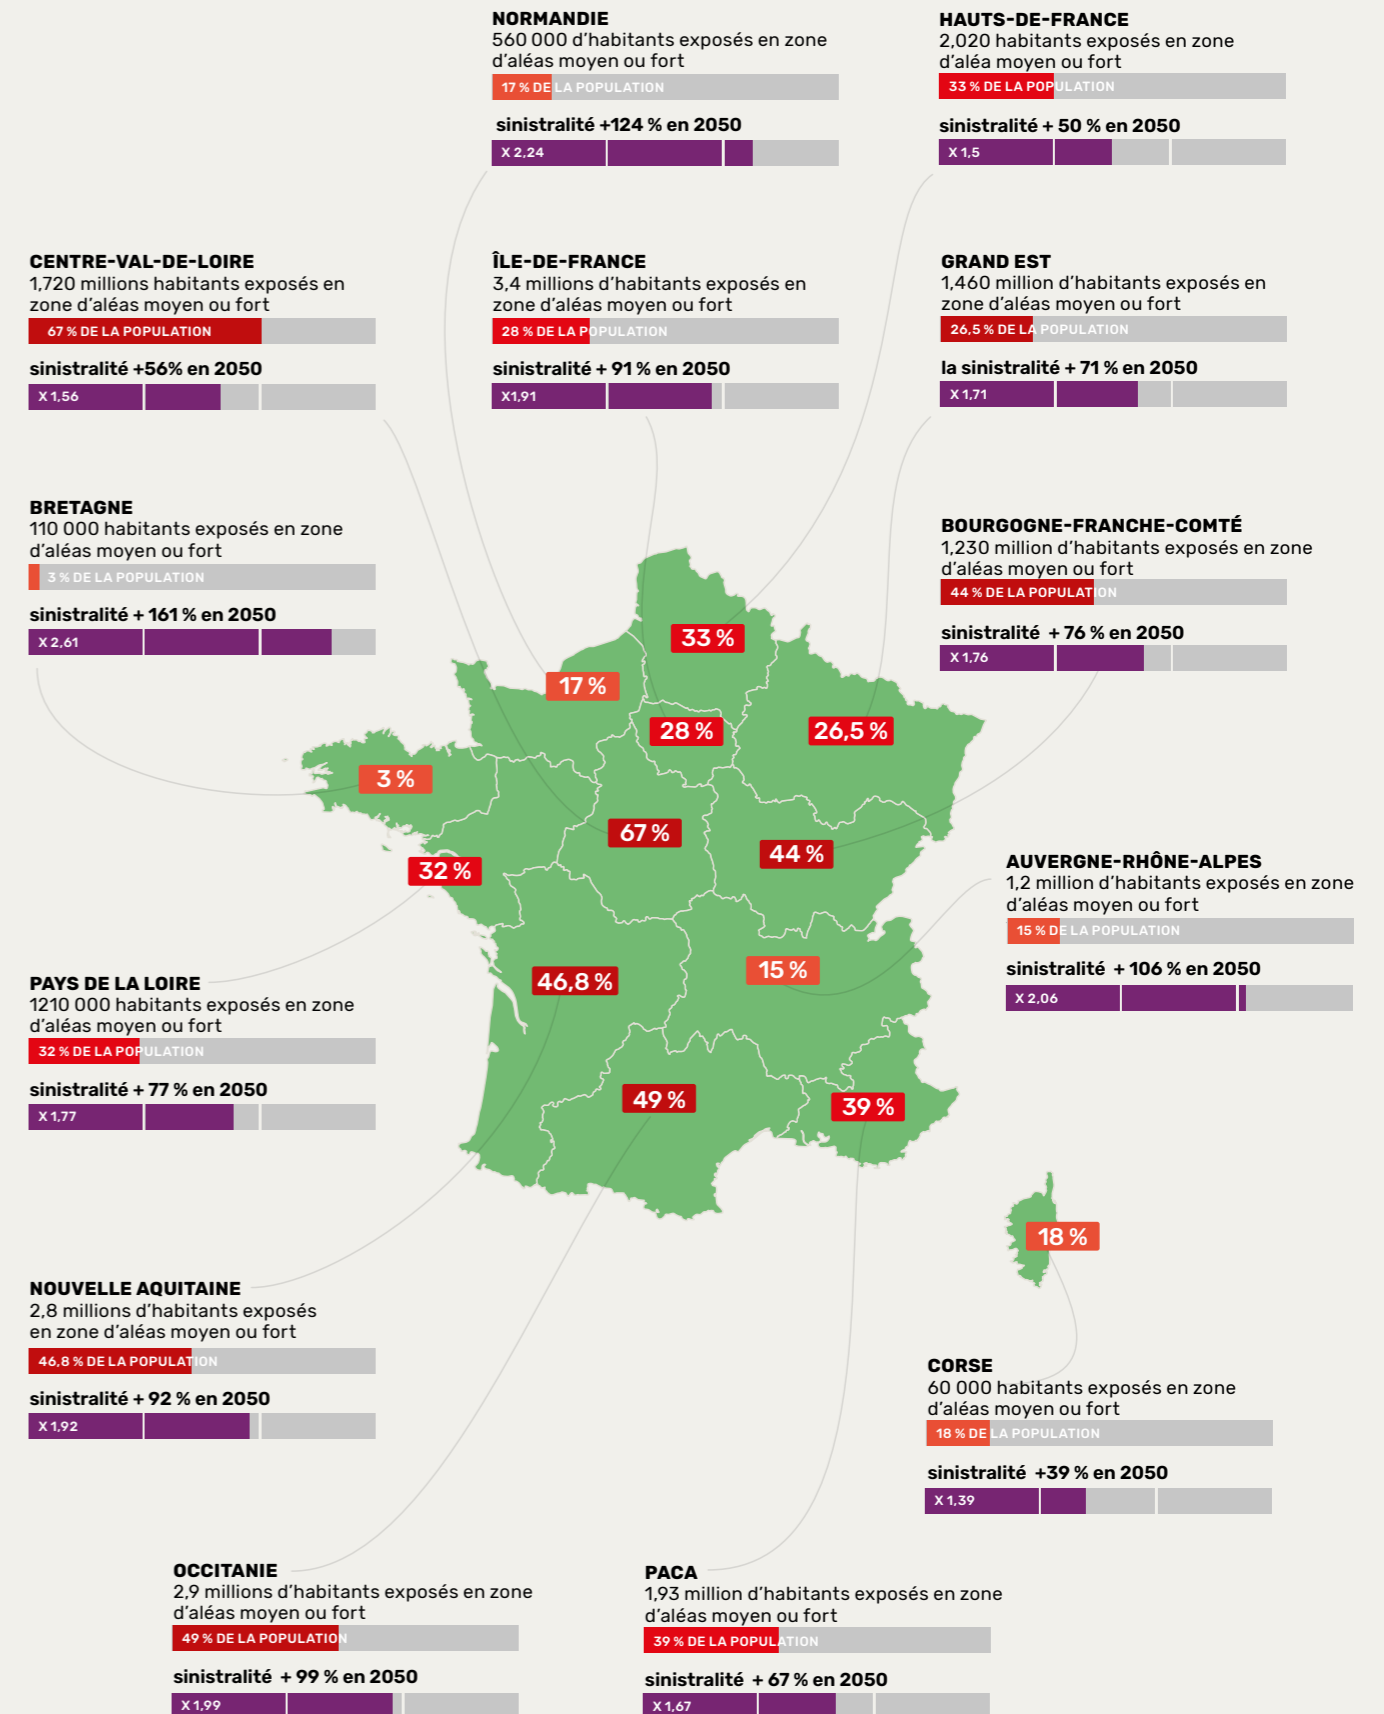 NORMANDIE
560 000 d'habitants exposés en zone
d'aléas moyen ou fort
17 % DE LA POPULATION
sinistralité +124 % en 2050
X 2,24
HAUTS-DE-FRANCE
2,020 habitants exposés en zone
d'aléa moyen ou fort
33 % DE LA POPULATION
sinistralité + 50 % en 2050
X 1,5
CENTRE-VAL-DE-LOIRE
1,720 millions habitants exposés en
zone d'aléas moyen ou fort
67 % DE LA POPULATION
sinistralité +56% en 2050
X 1,56
ÎLE-DE-FRANCE
3,4 millions d'habitants exposés en
zone d'aléas moyen ou fort
28 % DE LA POPULATION
sinistralité + 91 % en 2050
X1,91
GRAND EST
1,460 million d'habitants exposés en
zone d'aléas moyen ou fort
26,5 % DE LA POPULATION
la sinistralité + 71 % en 2050
X 1,71
BRETAGNE
110 000 habitants exposés en zone
d'aléas moyen ou fort
3 % DE LA POPULATION
sinistralité + 161 % en 2050
X 2,61
BOURGOGNE-FRANCHE-COMTÉ
1,230 million d'habitants exposés en zone
d'aléas moyen ou fort
44 % DE LA POPULATION
sinistralité + 76 % en 2050
X 1,76
33 %
17 %
28 %
26,5 %
3 %
67 %
44 %
32 %
46,8 %
15 %
49 %
39 %
18 %
AUVERGNE-RHÔNE-ALPES
1,2 million d'habitants exposés en zone
d'aléas moyen ou fort
15 % DE LA POPULATION
sinistralité + 106 % en 2050
X 2,06
PAYS DE LA LOIRE
1210 000 habitants exposés en zone
d'aléas moyen ou fort
32 % DE LA POPULATION
sinistralité + 77 % en 2050
X 1,77
NOUVELLE AQUITAINE
2,8 millions d'habitants exposés
en zone d'aléas moyen ou fort
46,8 % DE LA POPULATION
sinistralité + 92 % en 2050
X 1,92
CORSE
60 000 habitants exposés en zone
d'aléas moyen ou fort
18 % DE LA POPULATION
sinistralité +39 % en 2050
X 1,39
OCCITANIE
2,9 millions d'habitants exposés en zone
d'aléas moyen ou fort
49 % DE LA POPULATION
sinistralité + 99 % en 2050
X 1,99
PACA
1,93 million d'habitants exposés en zone
d'aléas moyen ou fort
39 % DE LA POPULATION
sinistralité + 67 % en 2050
X 1,67